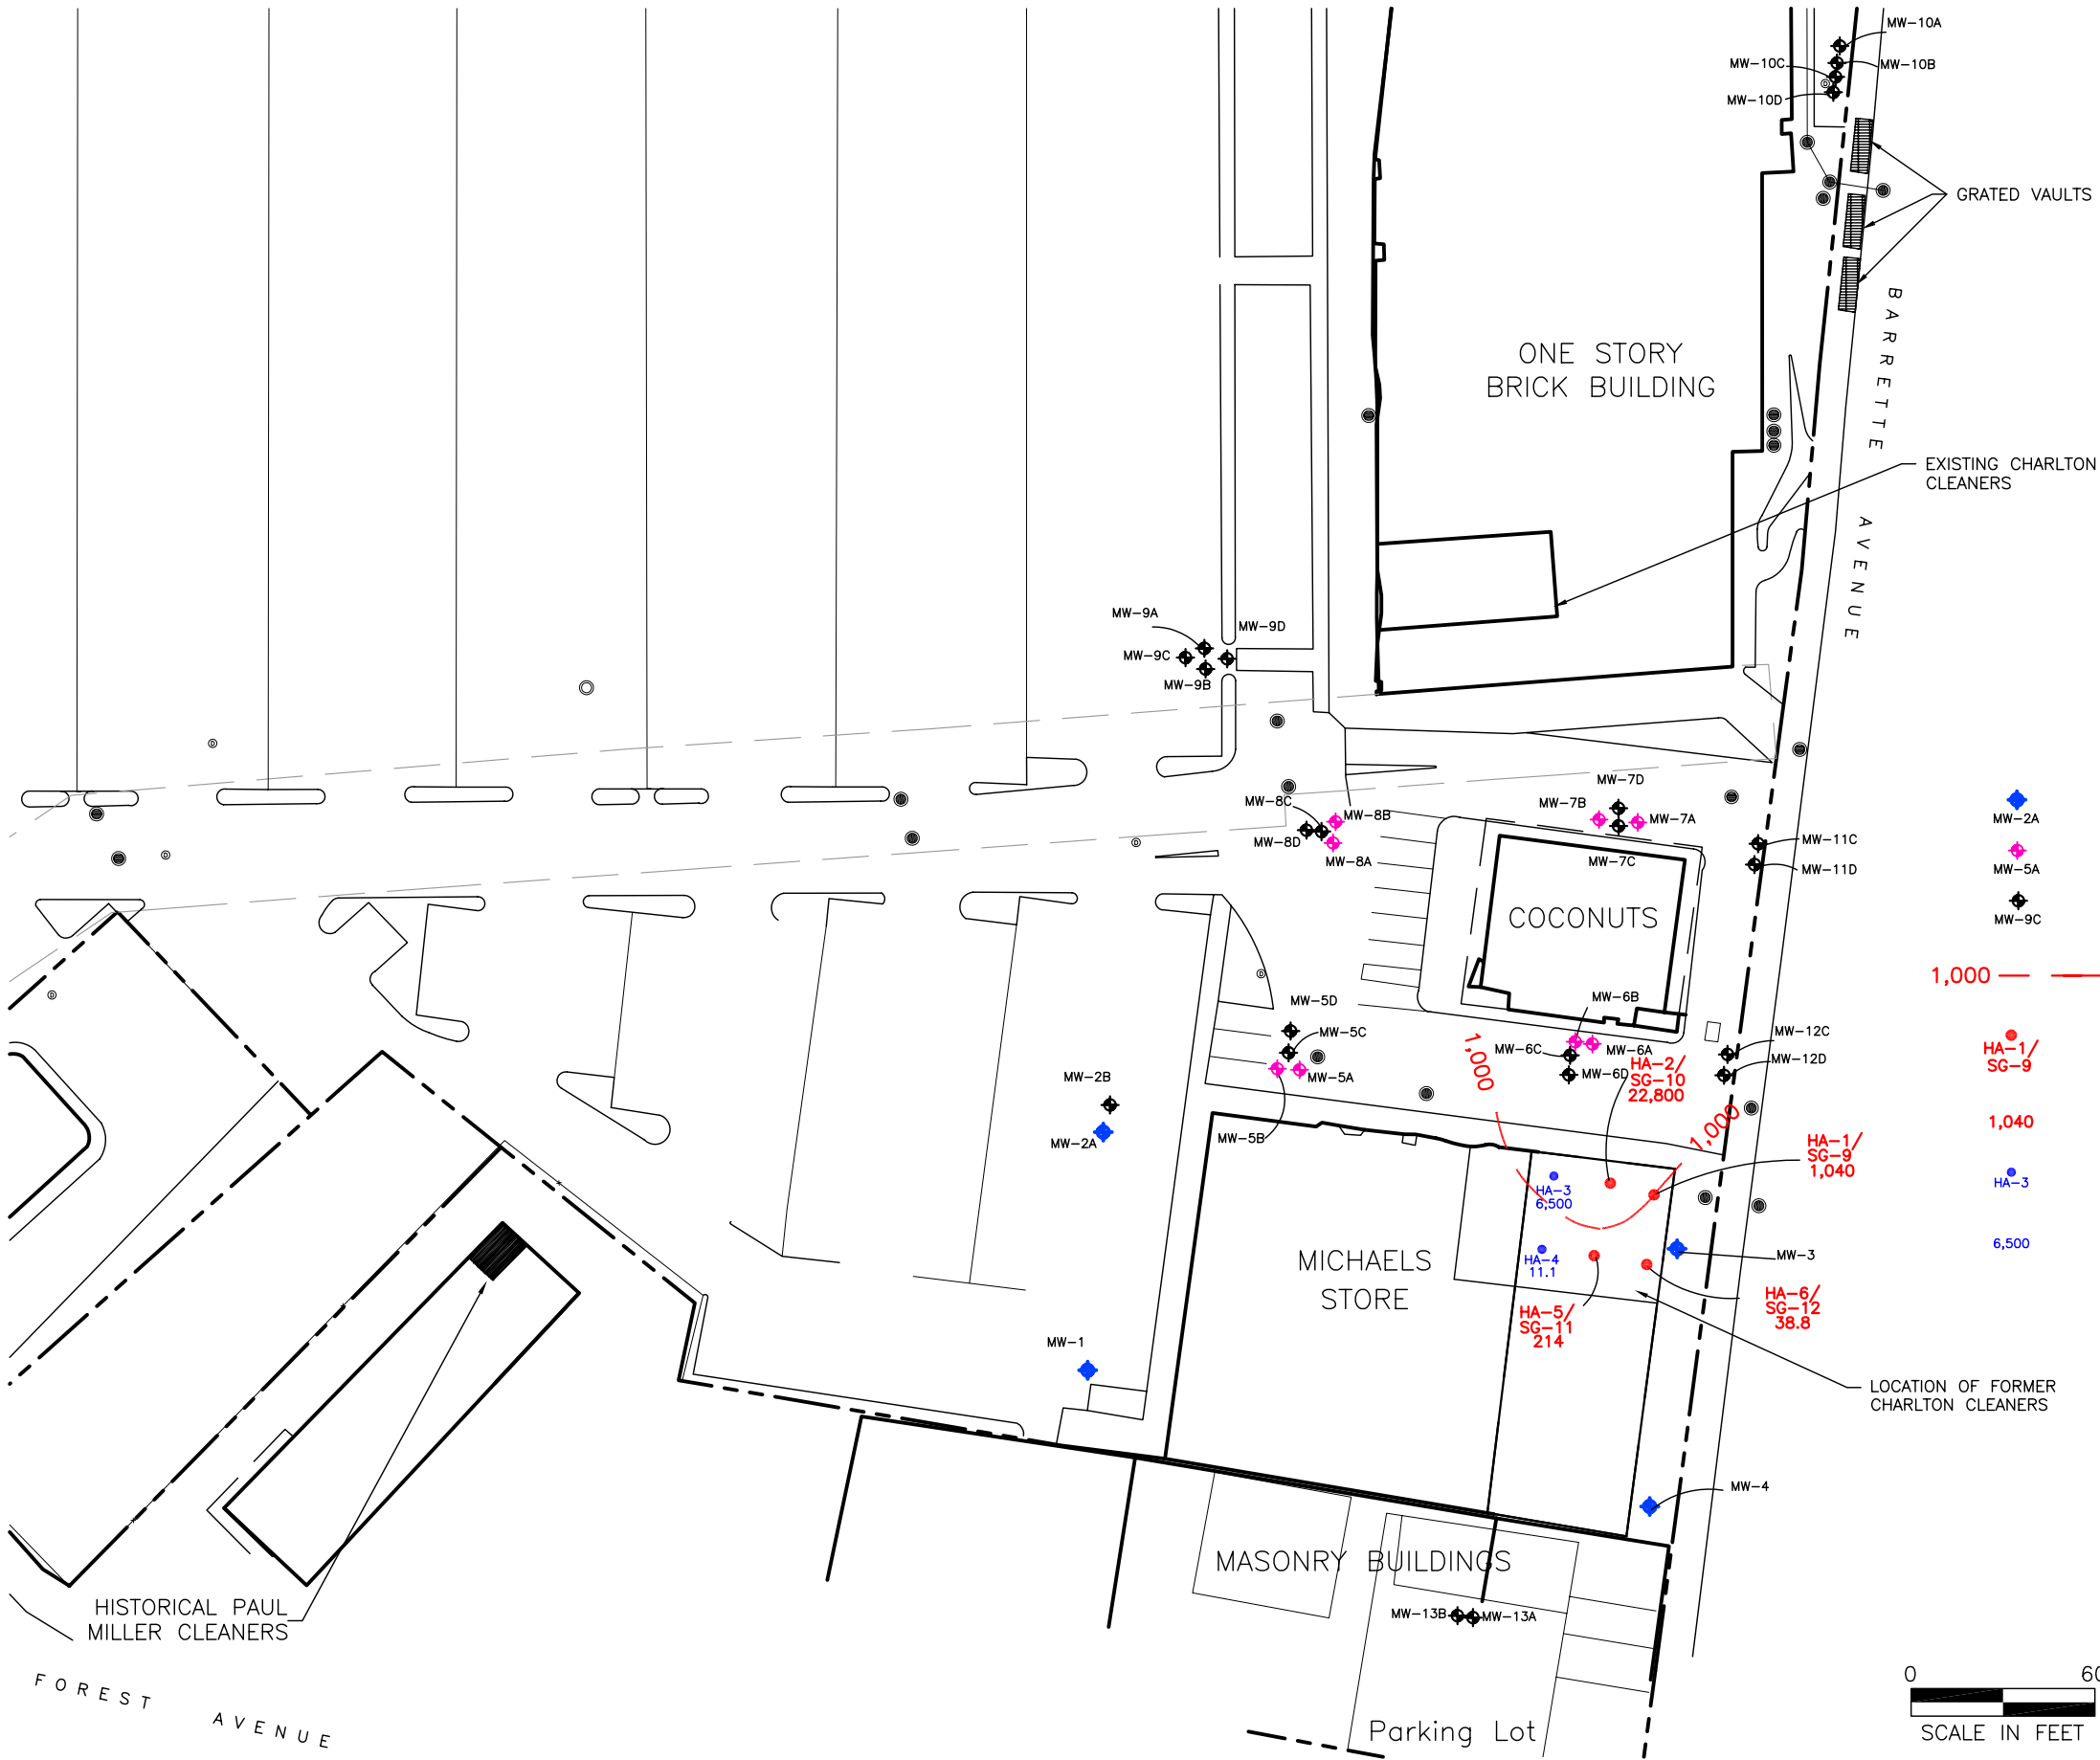 MW-10A
MW-10C
MW-10B
MW-10D
GRATED VAULTS
BARRETTE AVENUE
ONE STORY
BRICK BUILDING
EXISTING CHARLTON
CLEANERS
MW-9A
MW-9D
MW-9C
MW-9B
MW-7D
MW-8C
MW-7B
MW-8B
MW-7A
MW-8D
MW-8A
MW-7C
MW-11C
MW-11D
MW-2A
MW-5A
MW-9C
COCONUTS
1,000
MW-5D
MW-6B
MW-5C
MW-12C
MW-6C
MW-6A
MW-12D
1,000
HA-2/
SG-10
22,800
MW-6D
MW-5A
MW-2B
MW-2A
MW-5B
1,000
HA-1/
SG-9
1,040
HA-1/
SG-9
1,040
HA-3
6,500
HA-3
6,500
MICHAELS
STORE
HA-4
11.1
MW-3
HA-5/
SG-11
214
HA-6/
SG-12
38.8
MW-1
LOCATION OF FORMER
CHARLTON CLEANERS
MW-4
MASONRY BUILDINGS
MW-13B
MW-13A
HISTORICAL PAUL
MILLER CLEANERS
FOREST AVENUE
Parking Lot
0
SCALE IN FEET